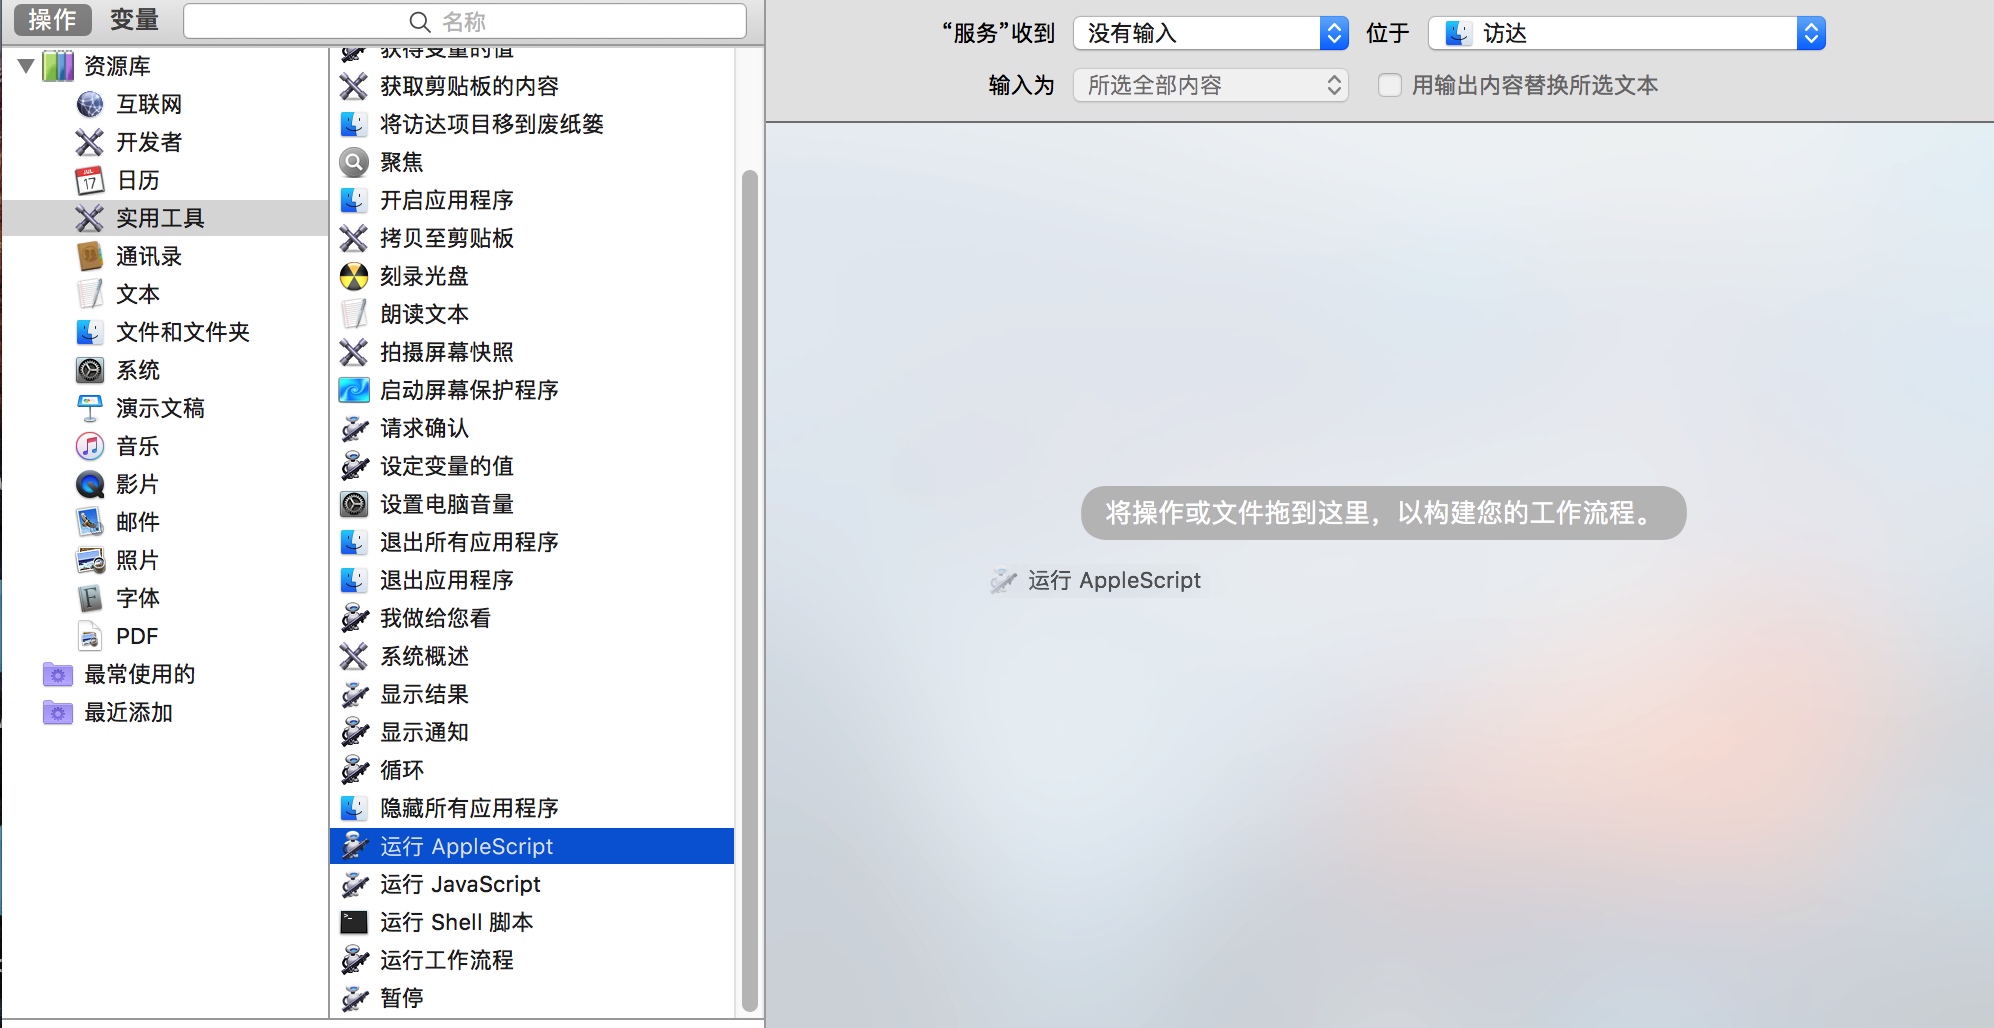 操作
变量
名称
资源库
互联网
开发者
日历
实用工具
通讯录
文本
文件和文件夹
系统
演示文稿
音乐
影片
邮件
照片
字体
PDF
最常使用的
最近添加
获得变量的值
获取剪贴板的内容
将访达项目移到废纸篓
聚焦
开启应用程序
拷贝至剪贴板
刻录光盘
朗读文本
拍摄屏幕快照
启动屏幕保护程序
请求确认
设定变量的值
设置电脑音量
退出所有应用程序
退出应用程序
我做给您看
系统概述
显示结果
显示通知
循环
隐藏所有应用程序
运行 AppleScript
运行 JavaScript
运行 Shell 脚本
运行工作流程
暂停
“服务”收到 没有输入 位于 访达
输入为 所选全部内容 用输出内容替换所选文本
将操作或文件拖到这里，以构建您的工作流程。
运行 AppleScript